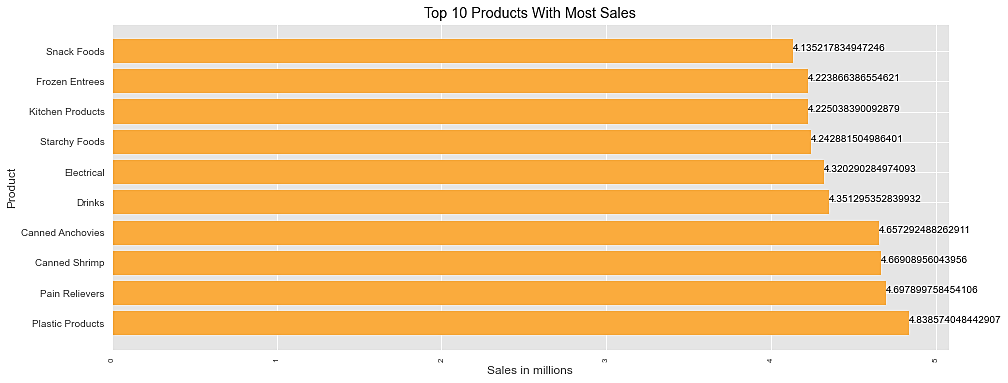 Top 10 Products With Most Sales
Product
Snack Foods 4.135217834947246
Frozen Entrees 4.223866386554621
Kitchen Products 4.225038390092879
Starchy Foods 4.242881504986401
Electrical 4.320290284974093
Drinks 4.351295352839932
Canned Anchovies 4.657292488262911
Canned Shrimp 4.66908956043956
Pain Relievers 4.697899758454106
Plastic Products 4.838574048442907
0 1 2 3 4 5
Sales in millions